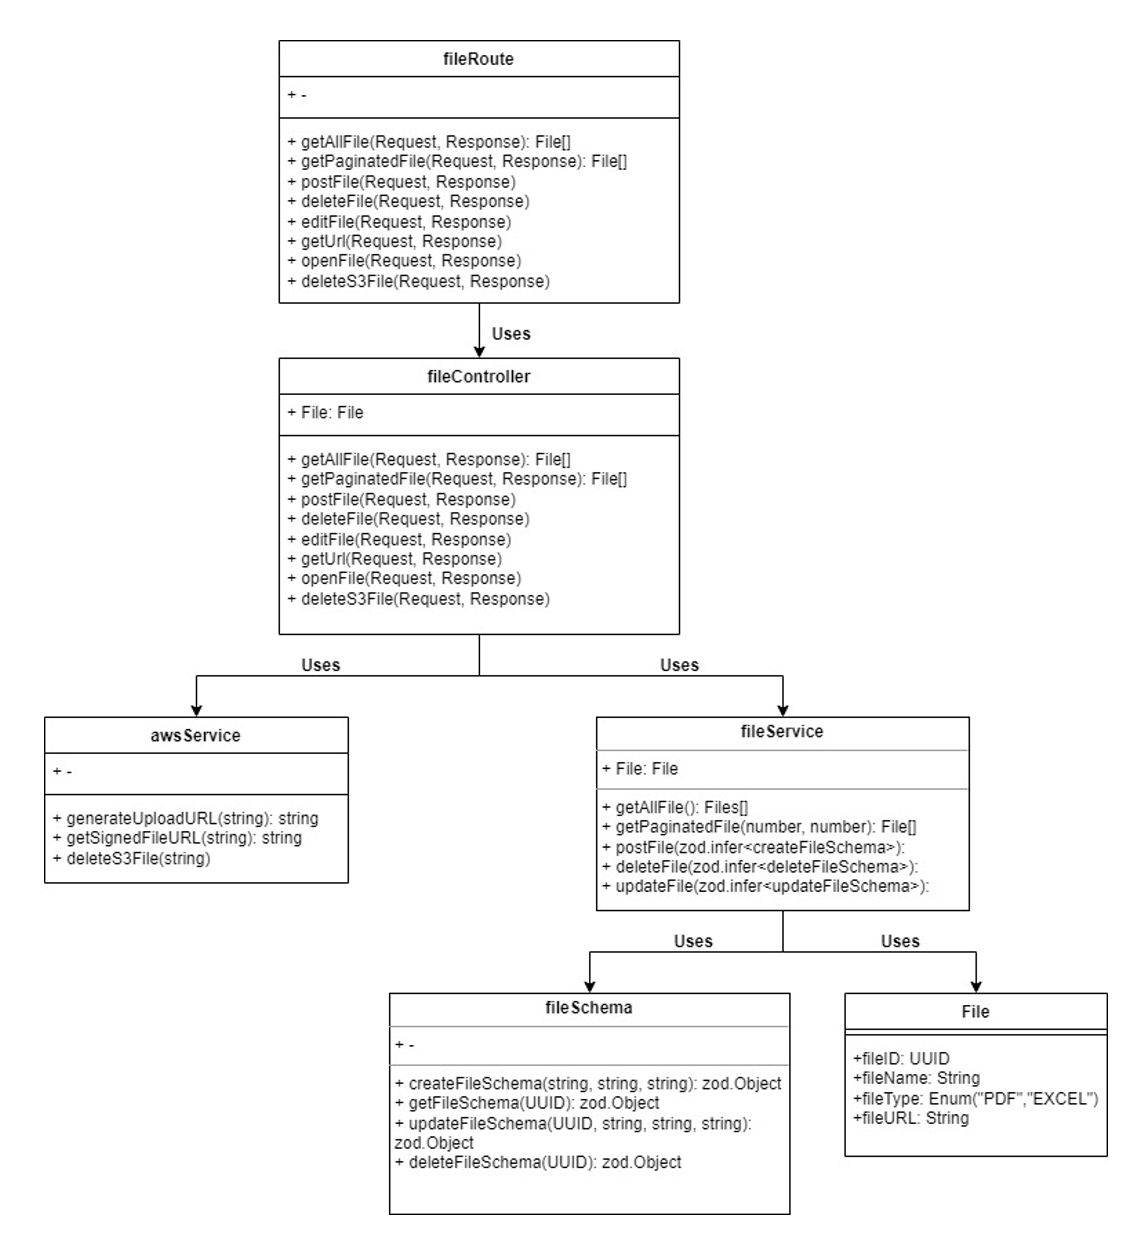 fileRoute
+ -
+ getAllFile(Request, Response): File[]
+ getPaginatedFile(Request, Response): File[]
+ postFile(Request, Response)
+ deleteFile(Request, Response)
+ editFile(Request, Response)
+ getUrl(Request, Response)
+ openFile(Request, Response)
+ deleteS3File(Request, Response)
Uses
fileController
+ File: File
+ getAllFile(Request, Response): File[]
+ getPaginatedFile(Request, Response): File[]
+ postFile(Request, Response)
+ deleteFile(Request, Response)
+ editFile(Request, Response)
+ getUrl(Request, Response)
+ openFile(Request, Response)
+ deleteS3File(Request, Response)
Uses
Uses
awsService
+ -
+ generateUploadURL(string): string
+ getSignedFileURL(string): string
+ deleteS3File(string)
fileService
+ File: File
+ getAllFile(): Files[]
+ getPaginatedFile(number, number): File[]
+ postFile(zod.infer<createFileSchema>):
+ deleteFile(zod.infer<deleteFileSchema>):
+ updateFile(zod.infer<updateFileSchema>):
Uses
Uses
fileSchema
+ -
+ createFileSchema(string, string, string): zod.Object
+ getFileSchema(UUID): zod.Object
+ updateFileSchema(UUID, string, string, string):
zod.Object
+ deleteFileSchema(UUID): zod.Object
File
+fileID: UUID
+fileName: String
+fileType: Enum("PDF","EXCEL")
+fileURL: String